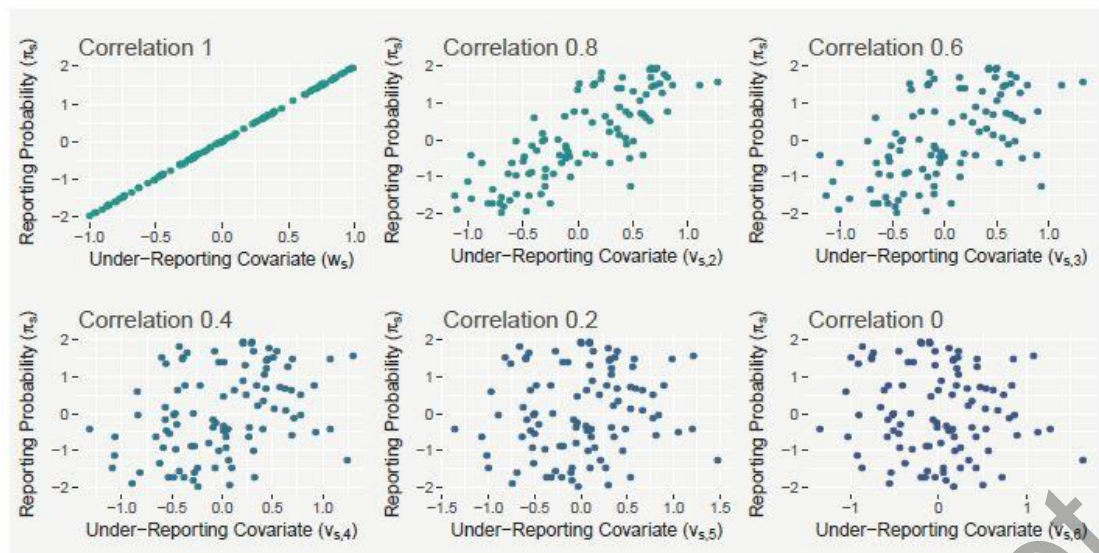 Correlation 1
Reporting Probability (πs)
2
1
0
−1
−2
−1.0 −0.5 0.0 0.5 1.0
Under−Reporting Covariate (ws)
Correlation 0.8
Reporting Probability (πs)
2
1
0
−1
−2
−1.0 −0.5 0.0 0.5 1.0
Under−Reporting Covariate (vs,2)
Correlation 0.6
Reporting Probability (πs)
2
1
0
−1
−2
−1.0 −0.5 0.0 0.5 1.0
Under−Reporting Covariate (vs,3)
Correlation 0.4
Reporting Probability (πs)
2
1
0
−1
−2
−1.0 −0.5 0.0 0.5 1.0
Under−Reporting Covariate (vs,4)
Correlation 0.2
Reporting Probability (πs)
2
1
0
−1
−2
−1.5 −1.0 −0.5 0.0 0.5 1.0 1.5
Under−Reporting Covariate (vs,5)
Correlation 0
Reporting Probability (πs)
2
1
0
−1
−2
−1 0 1
Under−Reporting Covariate (vs,6)